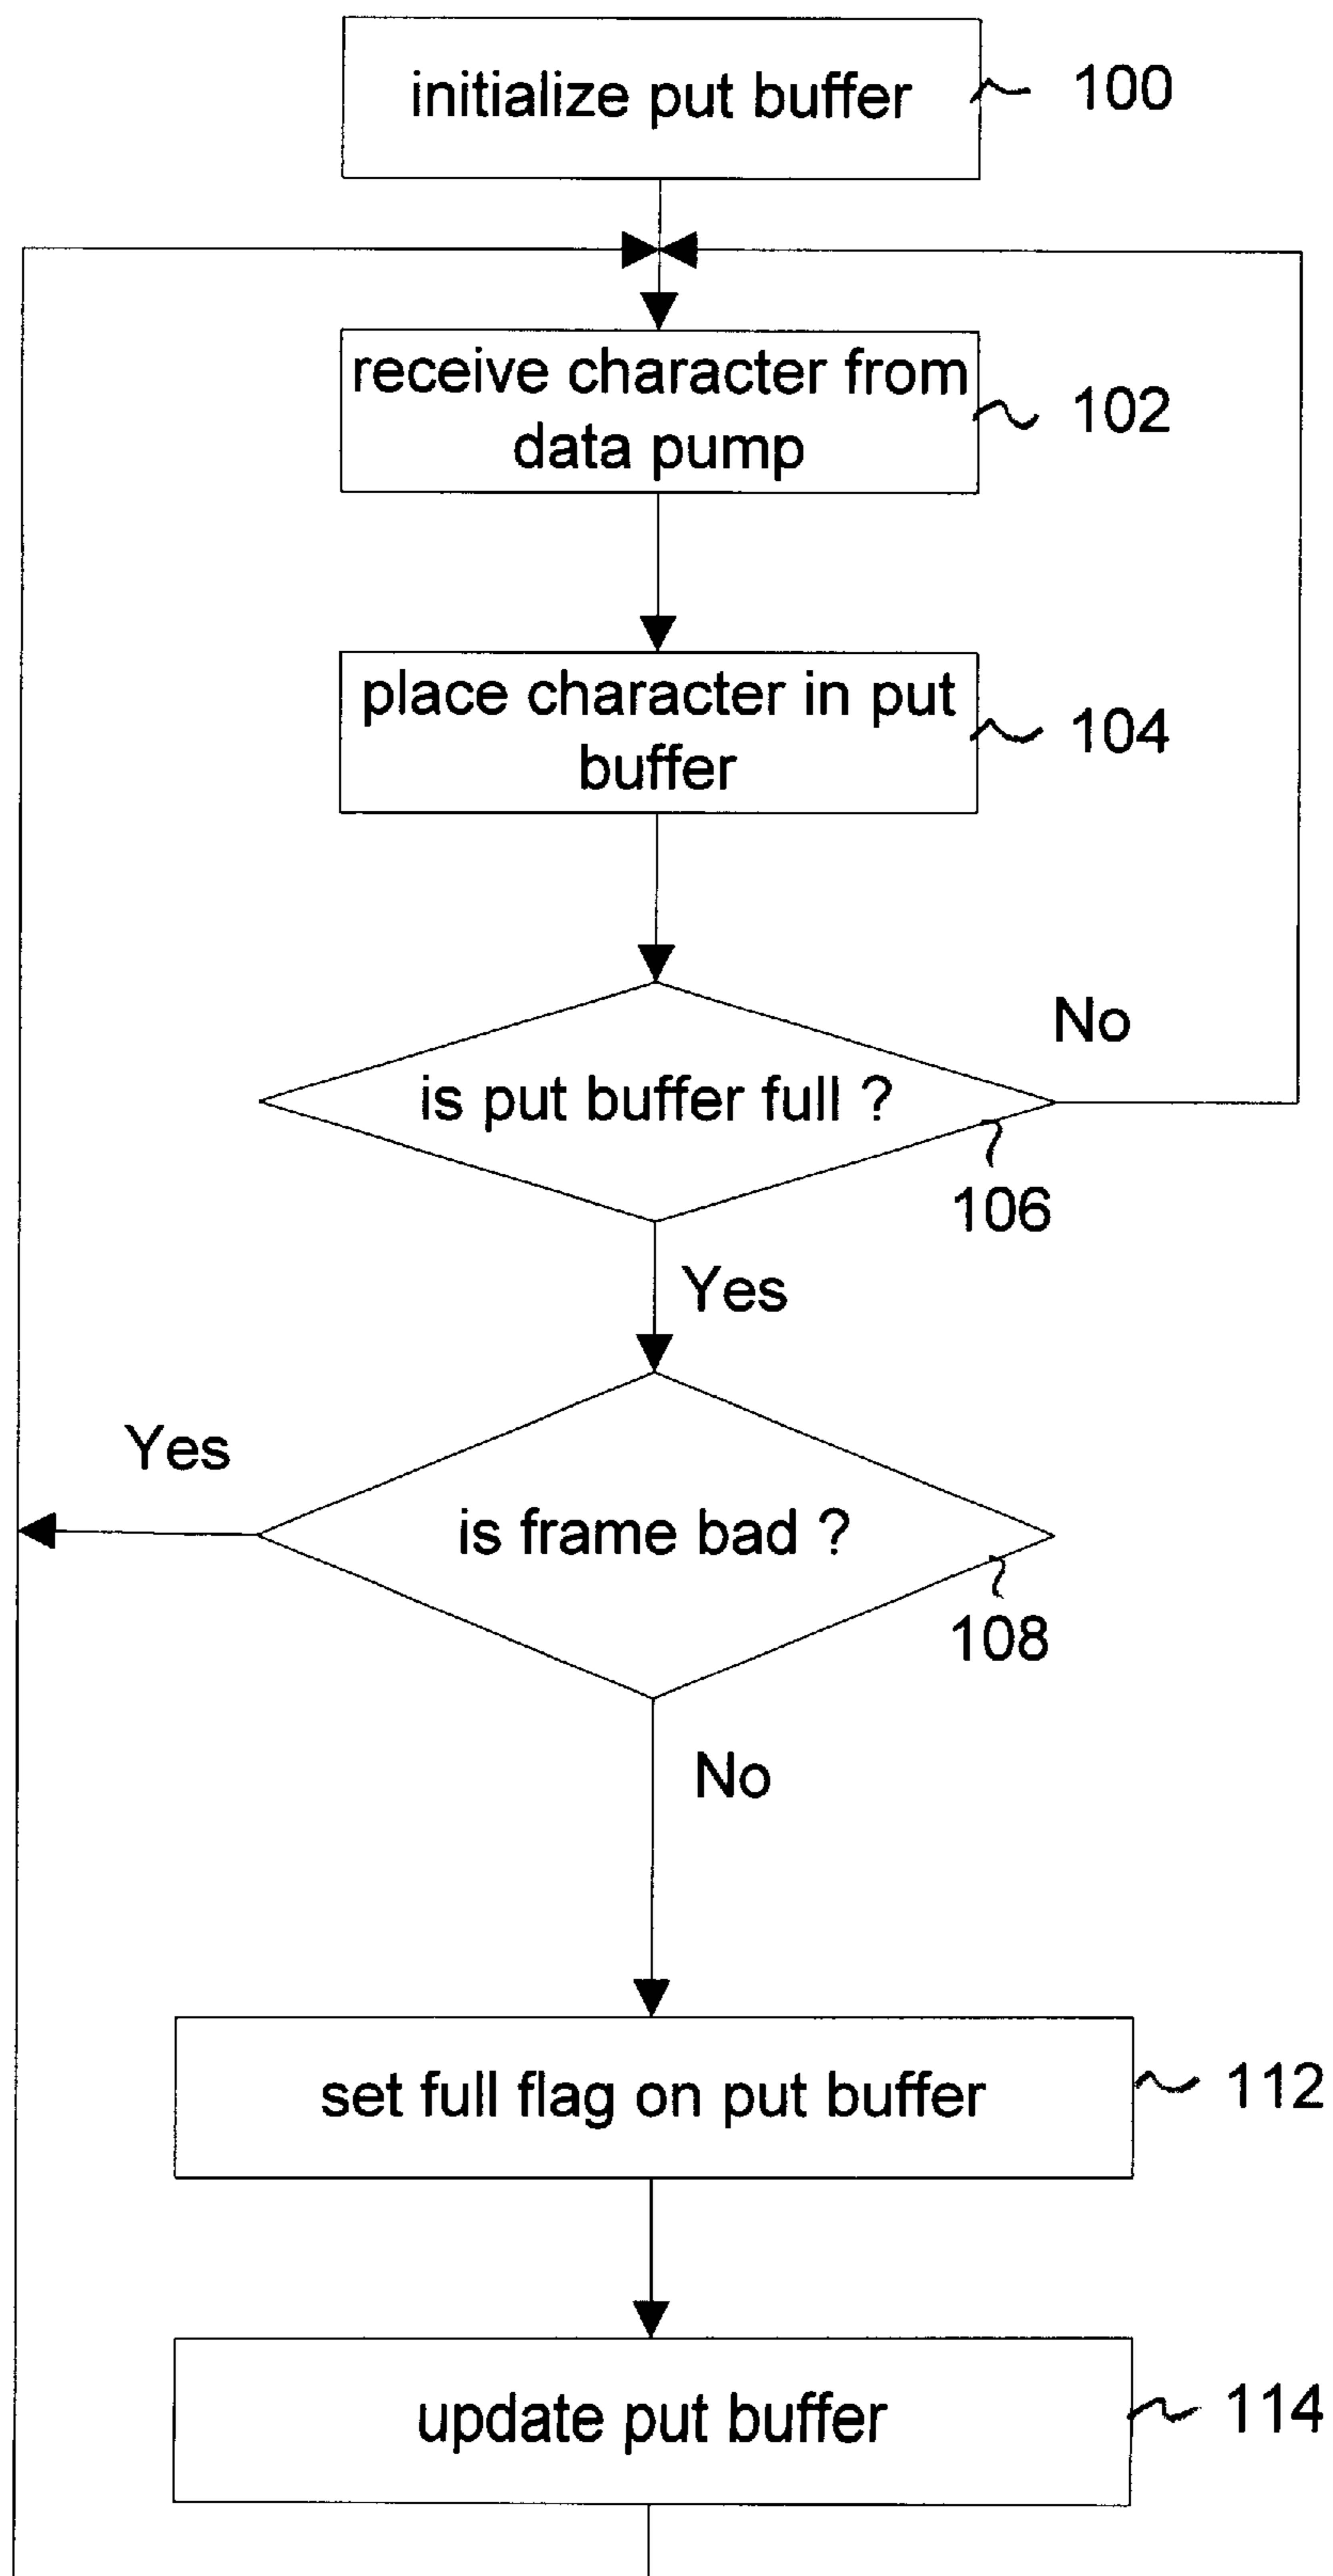 initialize put buffer
100
receive character from
data pump
102
place character in put
buffer
104
No
is put buffer full ?
106
Yes
Yes
is frame bad ?
108
No
set full flag on put buffer
112
update put buffer
114